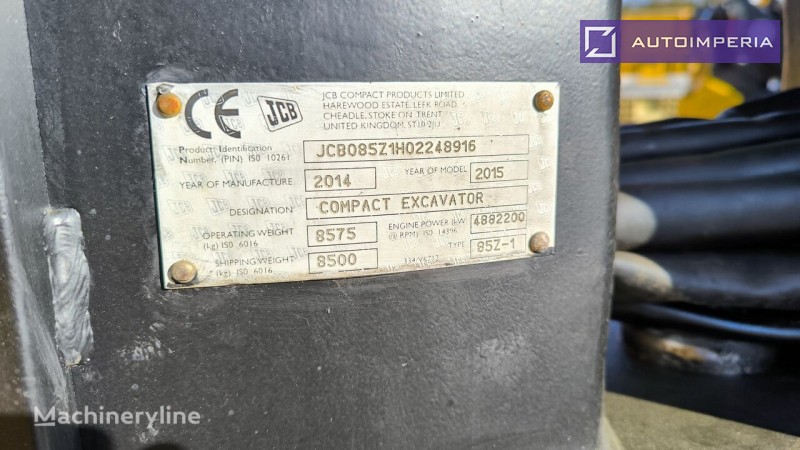 AUTOIMPERIA
CE JCB
JCB COMPACT PRODUCTS LIMITED
HAREWOOD ESTATE, LEEK ROAD,
CHEADLE, STOKE ON TRENT,
UNITED KINGDOM, ST10 2JU
Product Identification
Number. (PIN) ISO 10261
JCB085Z1H02248916
YEAR OF MANUFACTURE 2014 YEAR OF MODEL 2015
DESIGNATION: COMPACT EXCAVATOR
OPERATING WEIGHT
(kg) ISO 6016
8575
ENGINE POWER (kW
@ RPM) ISO 14396
48@2200
SHIPPING WEIGHT
(kg) ISO 6016
8500
TYPE 85Z-1
Machineryline